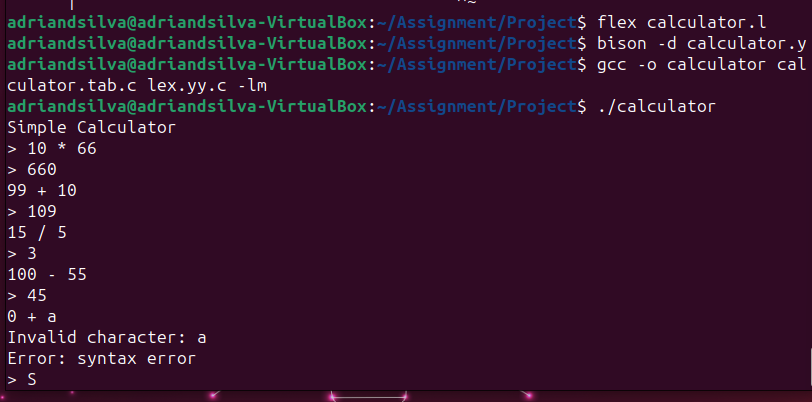 adriandsilva@adriandsilva-VirtualBox:~/Assignment/Project$ flex calculator.l
adriandsilva@adriandsilva-VirtualBox:~/Assignment/Project$ bison -d calculator.y
adriandsilva@adriandsilva-VirtualBox:~/Assignment/Project$ gcc -o calculator cal
culator.tab.c lex.yy.c -lm
adriandsilva@adriandsilva-VirtualBox:~/Assignment/Project$ ./calculator
Simple Calculator
> 10 * 66
> 660
99 + 10
> 109
15 / 5
> 3
100 - 55
> 45
0 + a
Invalid character: a
Error: syntax error
> S